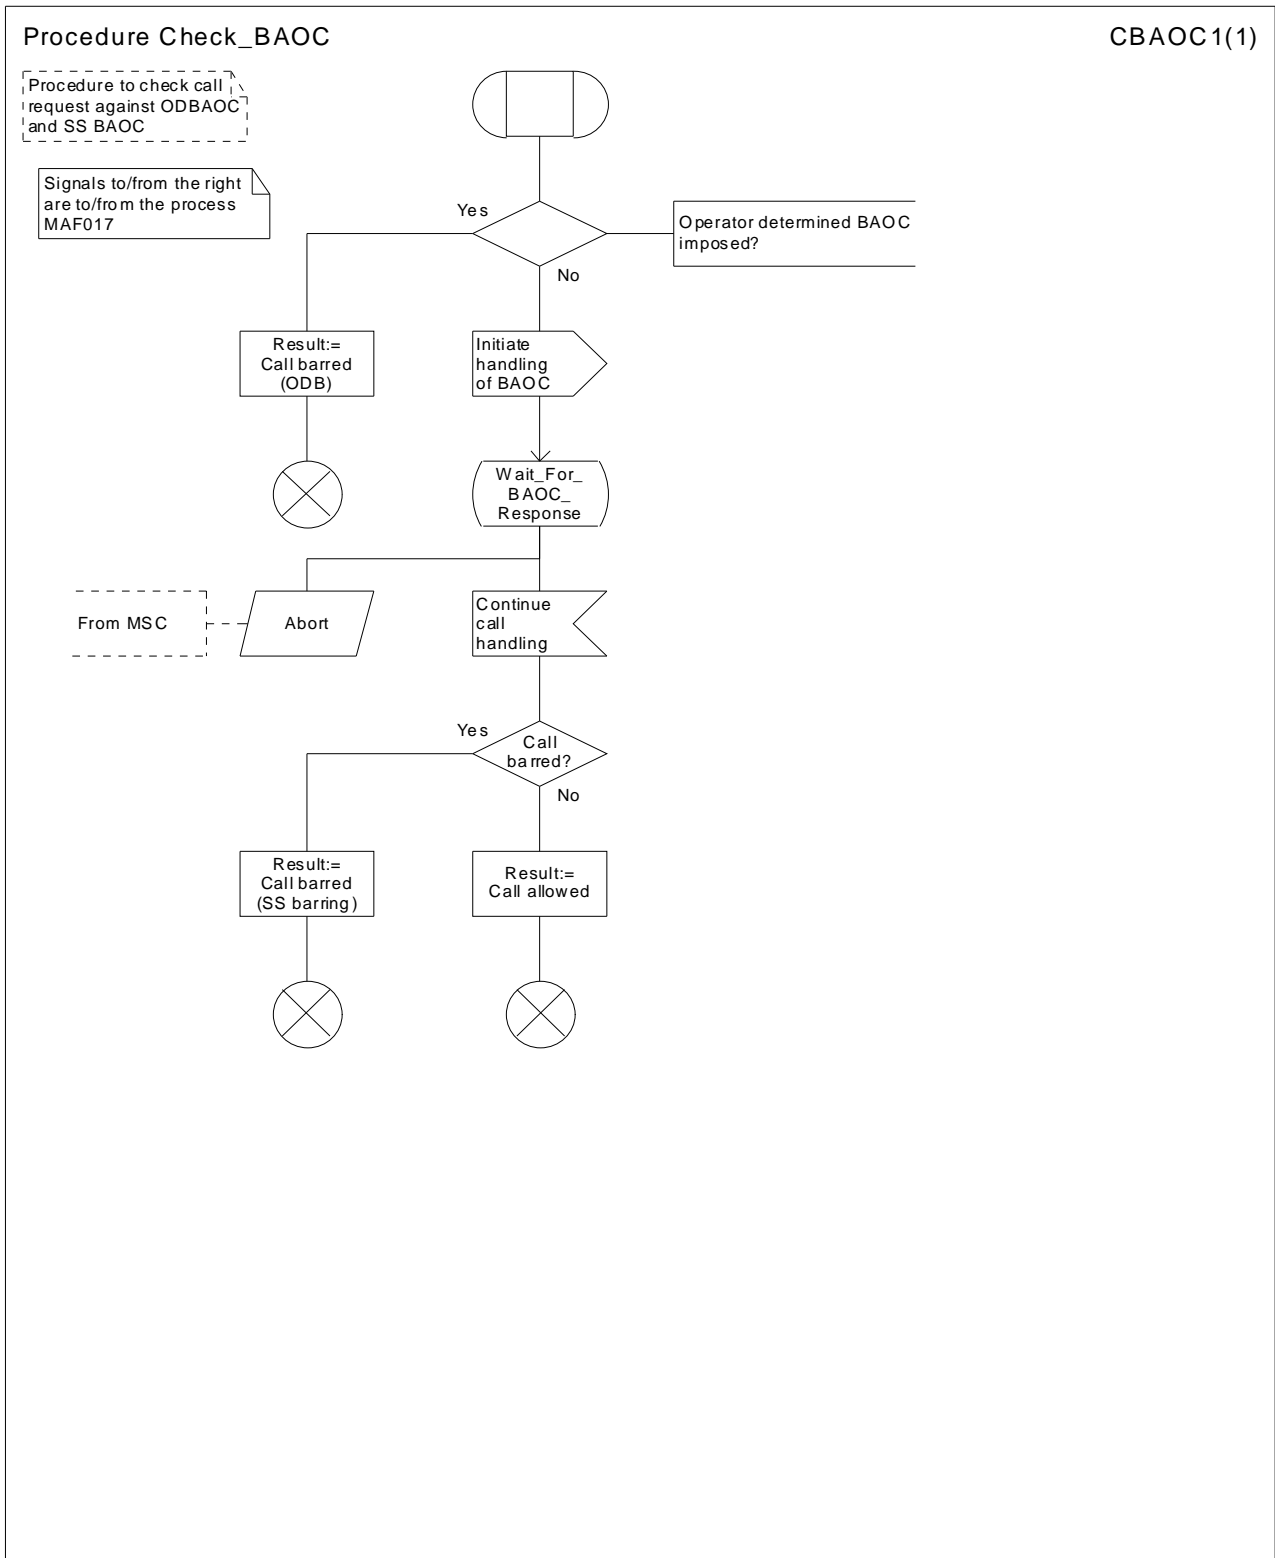 Procedure Check_BAOC
CBAOC1(1)
Procedure to check call
request against ODBAOC
and SS BAOC
Signals to/from the right
are to/from the process
MAF017
Yes
Operator determined BAOC
imposed?
No
Result:=
Call barred
(ODB)
Initiate
handling
of BAOC
Wait_For_
BAOC_
Response
From MSC
Abort
Continue
call
handling
Yes
Call
barred?
No
Result:=
Call barred
(SS barring)
Result:=
Call allowed